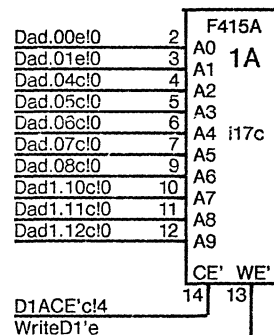 F415A
Dad.00e!0 2 A0 1A
Dad.01e!0 3 A1
Dad.04c!0 4 A2
Dad.05c!0 5 A3
Dad.06c!0 6 A4 i17c
Dad.07c!0 7 A5
Dad.08c!0 9 A6
Dad1.10c!0 10 A7
Dad1.11c!0 11 A8
Dad1.12c!0 12 A9
CE' WE'
14 13
D1ACE'c!4
WriteD1'e